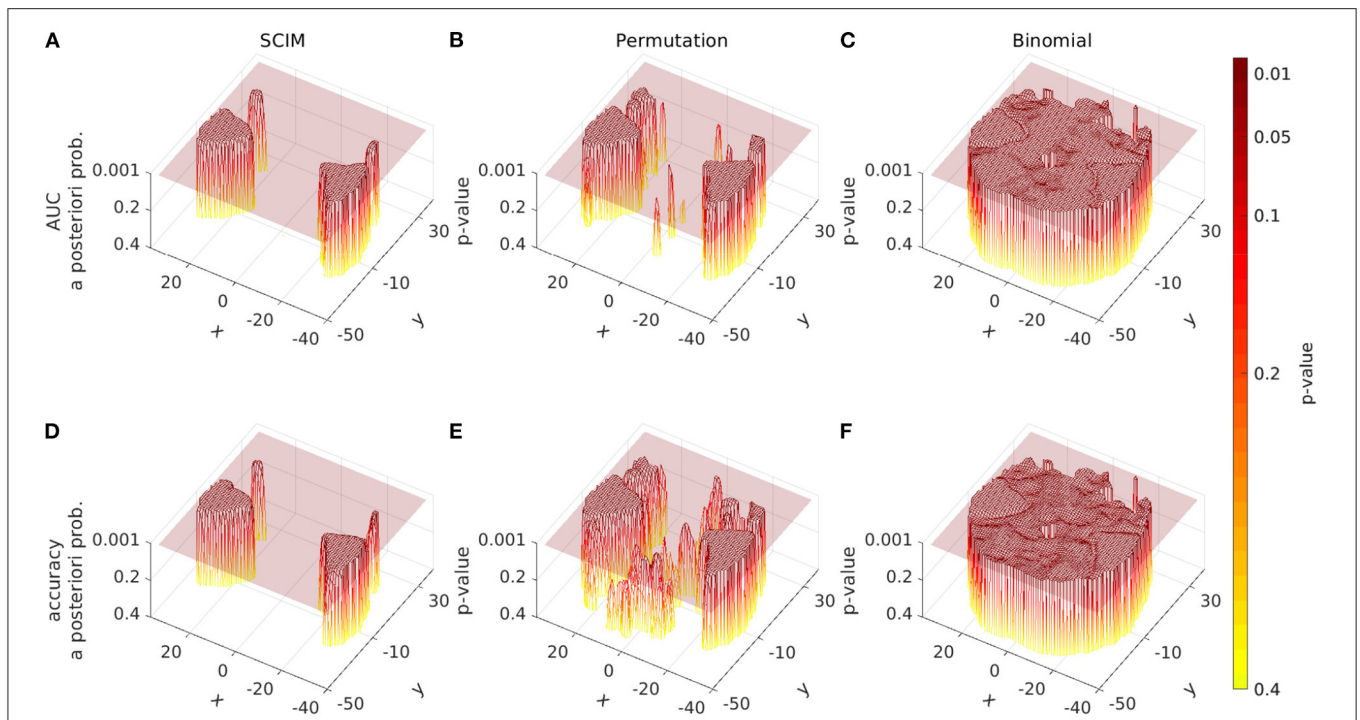 A
SCIM
B
Permutation
C
Binomial
AUC
a posteriori prob.
0.001
0.2
0.4
20
0
-20
-40
x
-50
-10
30
y
p-value
0.001
0.2
0.4
20
0
-20
-40
x
-50
-10
30
y
p-value
0.001
0.2
0.4
20
0
-20
-40
x
-50
-10
30
y
0.01
0.05
0.1
0.2
0.4
p-value
D
E
F
accuracy
a posteriori prob.
0.001
0.2
0.4
20
0
-20
-40
x
-50
-10
30
y
p-value
0.001
0.2
0.4
20
0
-20
-40
x
-50
-10
30
y
p-value
0.001
0.2
0.4
20
0
-20
-40
x
-50
-10
30
y